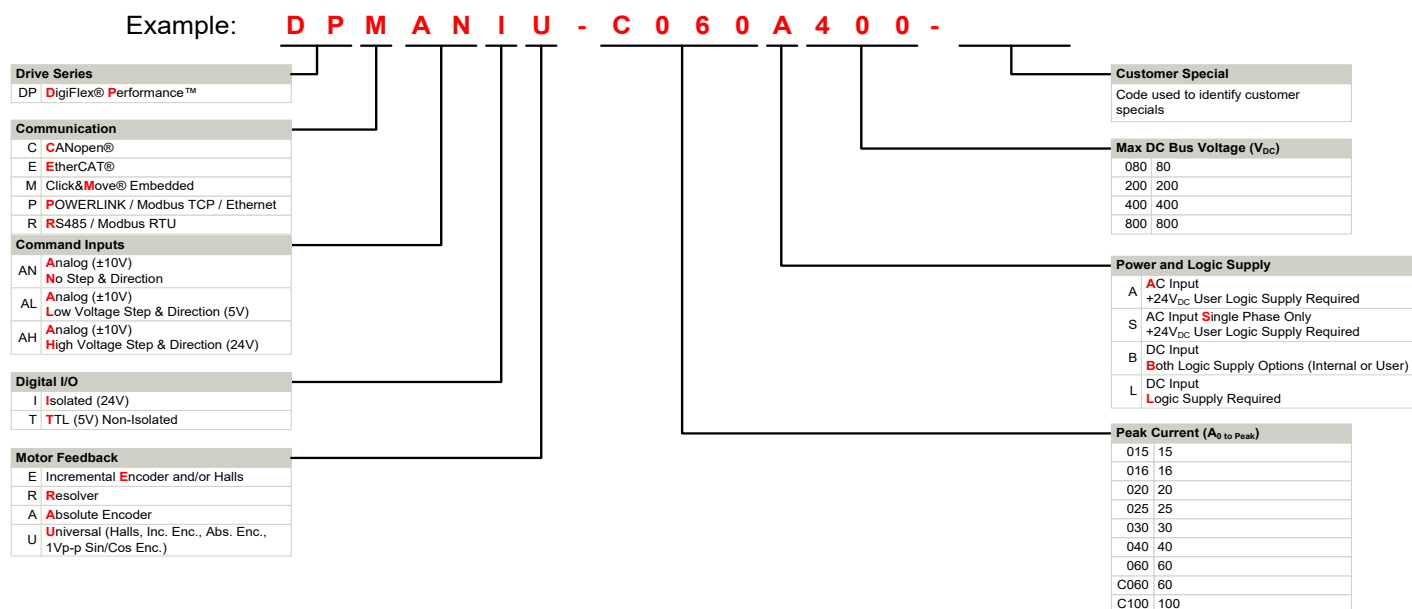 Example: D P M A N I U - C 0 6 0 A 4 0 0 -
Drive Series
DP DigiFlex® Performance™
Communication
C CANopen®
E EtherCAT®
M Click&Move® Embedded
P POWERLINK / Modbus TCP / Ethernet
R RS485 / Modbus RTU
Command Inputs
AN Analog (±10V)
No Step & Direction
AL Analog (±10V)
Low Voltage Step & Direction (5V)
AH Analog (±10V)
High Voltage Step & Direction (24V)
Digital I/O
I Isolated (24V)
T TTL (5V) Non-Isolated
Motor Feedback
E Incremental Encoder and/or Halls
R Resolver
A Absolute Encoder
U Universal (Halls, Inc. Enc., Abs. Enc.,
1Vp-p Sin/Cos Enc.)
Customer Special
Code used to identify customer
specials
Max DC Bus Voltage (VDC)
080 80
200 200
400 400
800 800
Power and Logic Supply
A AC Input
+24VDC User Logic Supply Required
S AC Input Single Phase Only
+24VDC User Logic Supply Required
B DC Input
Both Logic Supply Options (Internal or User)
L DC Input
Logic Supply Required
Peak Current (A0 to Peak)
015 15
016 16
020 20
025 25
030 30
040 40
060 60
C060 60
C100 100